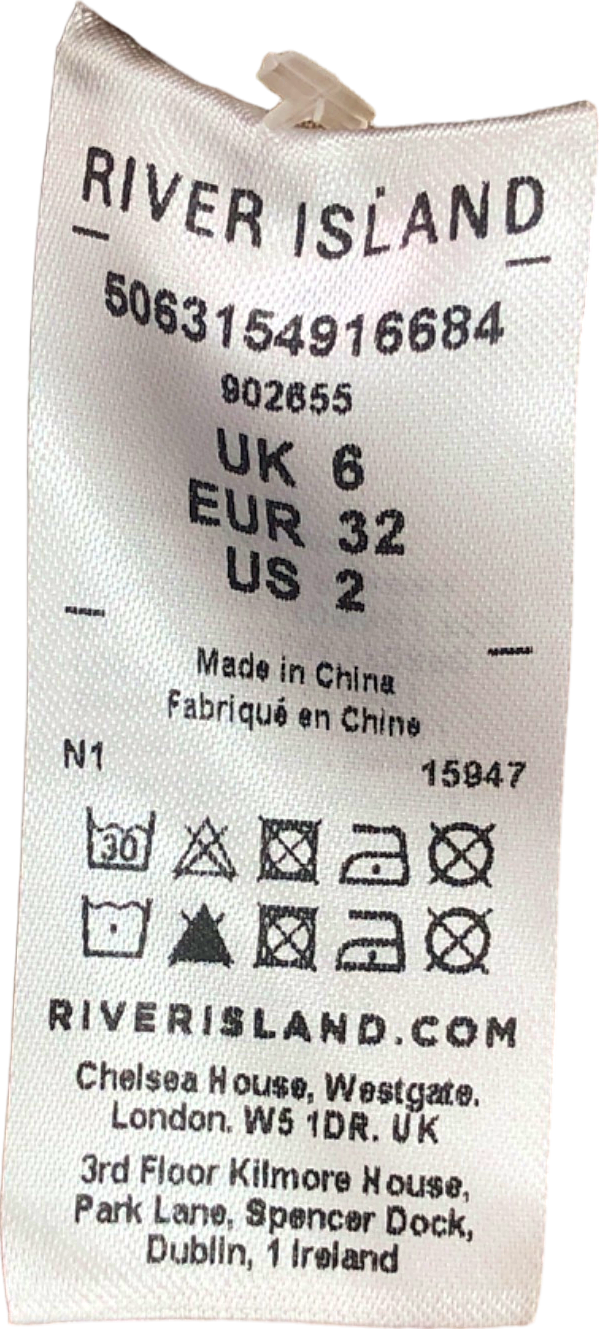 RIVER ISLAND
5063154916684
902655
UK 6
EUR 32
US 2
Made in China
Fabriqué en Chine
N1 15947
30
RIVERISLAND.COM
Chelsea House, Westgate.
London. W5 1DR. UK
3rd Floor Kilmore House,
Park Lane, Spencer Dock,
Dublin, 1 Ireland